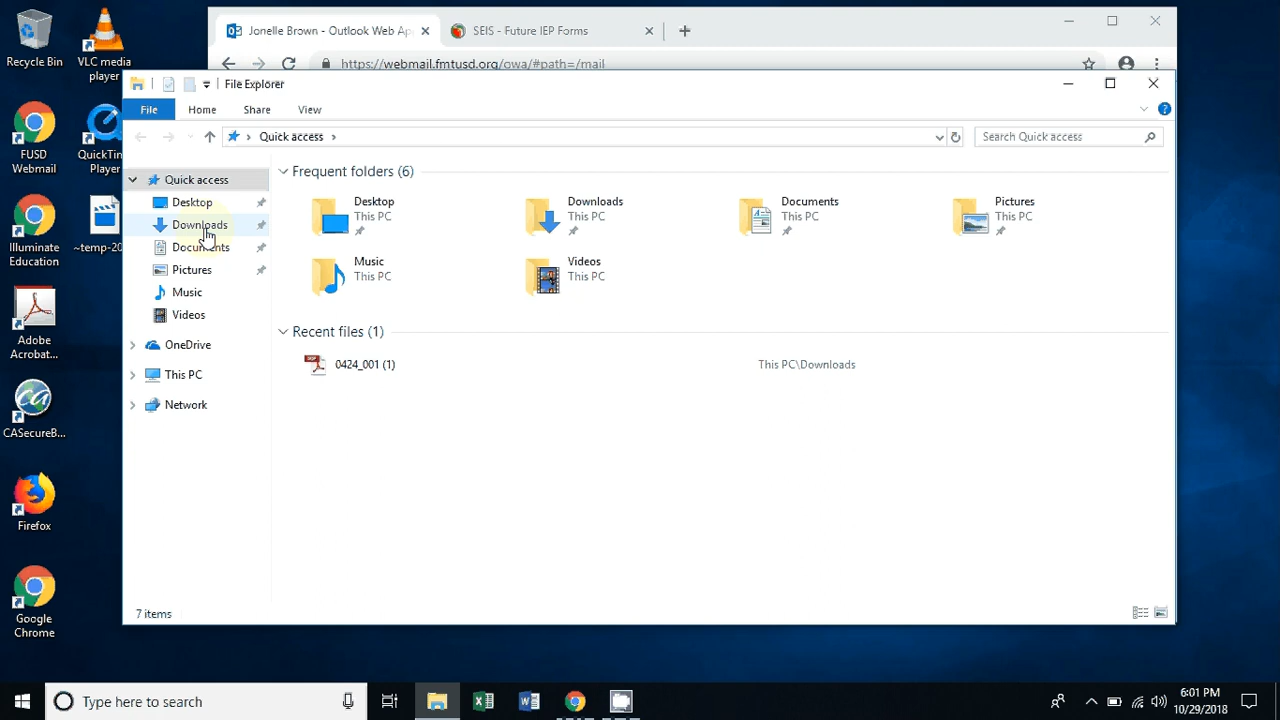 Jonelle Brown - Outlook Web Ap
SEIS - Future IEP Forms
https://webmail.fmtusd.org/owa/#path=/mail
Recycle Bin
VLC media
player
FUSD
Webmail
QuickTin
Player
Illuminate
Education
~temp-20
Adobe
Acrobat...
CASecureB...
Firefox
Google
Chrome
File Explorer
File
Home
Share
View
Quick access
Search Quick access
Quick access
Desktop
Downloads
Documents
Pictures
Music
Videos
OneDrive
This PC
Network
Frequent folders (6)
Desktop
This PC
Downloads
This PC
Documents
This PC
Pictures
This PC
Music
This PC
Videos
This PC
Recent files (1)
0424_001 (1)
This PC\Downloads
7 items
Type here to search
6:01 PM
10/29/2018